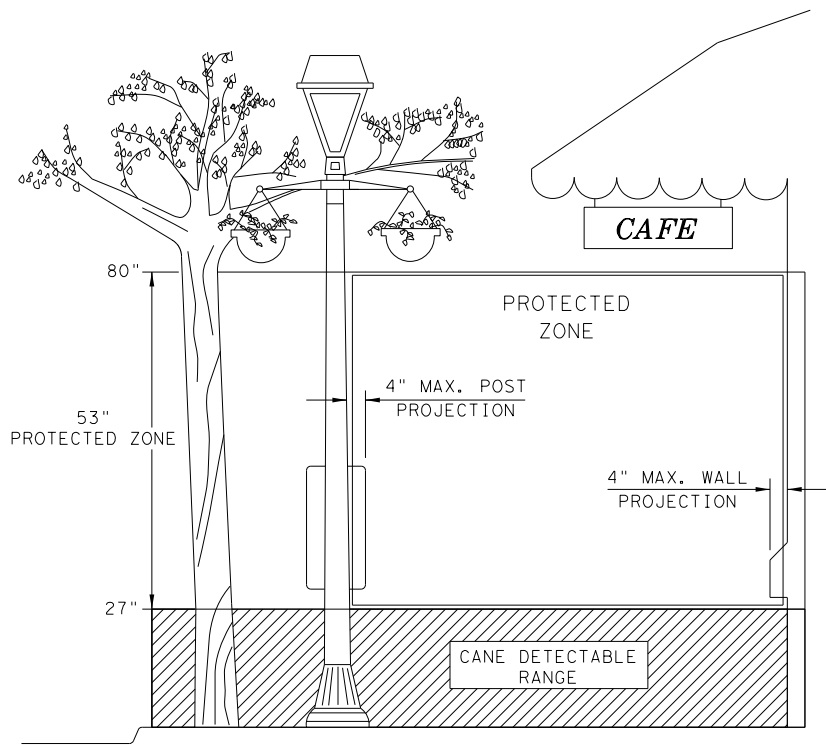 CAFE
80"
PROTECTED
ZONE
4" MAX. POST
PROJECTION
53"
PROTECTED ZONE
4" MAX. WALL
PROJECTION
27"
CANE DETECTABLE
RANGE